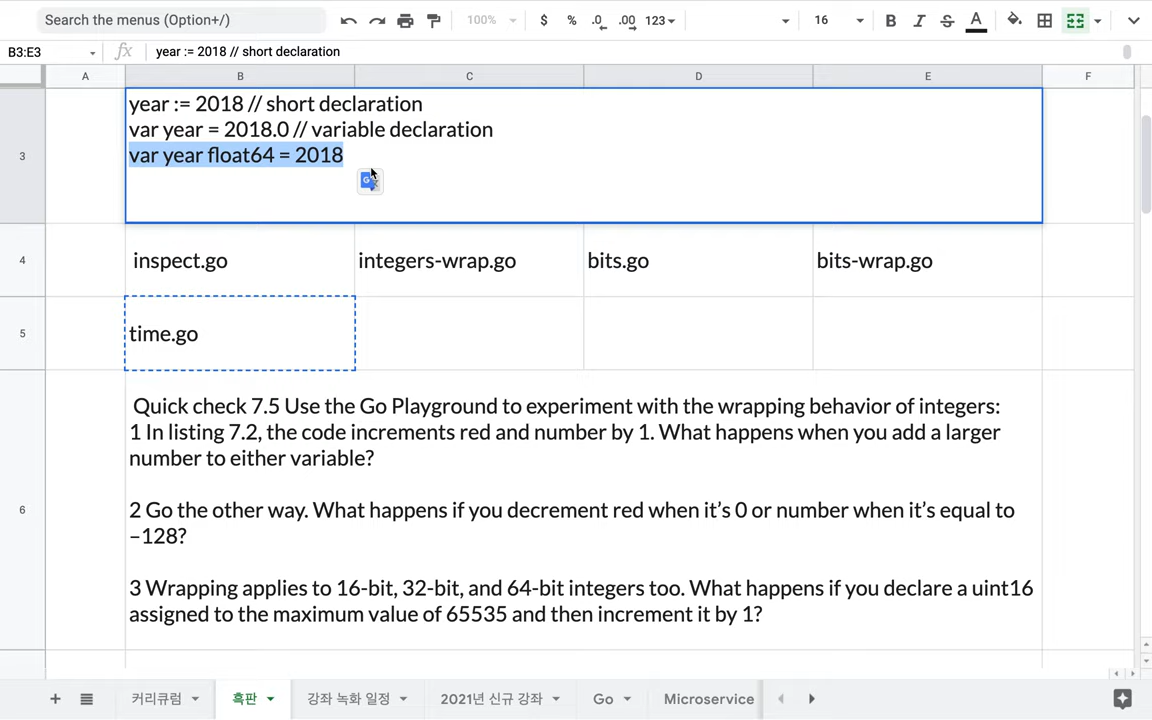 Search the menus (Option+/)
100%
$ % .0 .00 123
16
B I S A
B3:E3
fx
year := 2018 // short declaration
A B C D E F
3
year := 2018 // short declaration
var year = 2018.0 // variable declaration
var year float64 = 2018
G
4
inspect.go
integers-wrap.go
bits.go
bits-wrap.go
5
time.go
6
Quick check 7.5 Use the Go Playground to experiment with the wrapping behavior of integers:
1 In listing 7.2, the code increments red and number by 1. What happens when you add a larger
number to either variable?
2 Go the other way. What happens if you decrement red when it’s 0 or number when it’s equal to
–128?
3 Wrapping applies to 16-bit, 32-bit, and 64-bit integers too. What happens if you declare a uint16
assigned to the maximum value of 65535 and then increment it by 1?
커리큘럼
흑판
강좌 녹화 일정
2021년 신규 강좌
Go
Microservice